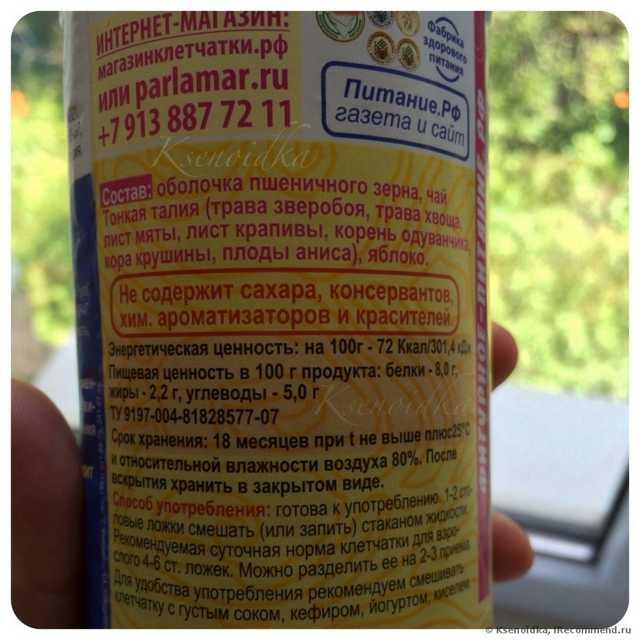 ИНТЕРНЕТ-МАГАЗИН:
магазинклетчатки.рф
или parlamar.ru
+7 913 887 72 11
Фабрика
здорового
питания
Питание.РФ
газета и сайт
Ksenoidka
Состав: оболочка пшеничного зерна, чай
Тонкая талия (трава зверобоя, трава хвоща,
лист мяты, лист крапивы, корень одуванчика,
кора крушины, плоды аниса), яблоко.
Не содержит сахара, консервантов,
хим. ароматизаторов и красителей.
Энергетическая ценность: на 100г - 72 Ккал/301,4 кДж
Пищевая ценность в 100 г продукта: белки - 8,0 г,
жиры - 2,2 г, углеводы - 5,0 г
Ksenoidka
ТУ 9197-004-81828577-07
Срок хранения: 18 месяцев при t не выше плюс25°С
и относительной влажности воздуха 80%. После
вскрытия хранить в закрытом виде.
Способ употребления: готова к употреблению. 1-2 сто-
ловые ложки смешать (или запить) стаканом жидкости.
Рекомендуемая суточная норма клетчатки для взро-
слого 4-6 ст. ложек. Можно разделить ее на 2-3 приема.
Для удобства употребления рекомендуем смешивать
клетчатку с густым соком, кефиром, йогуртом, киселем
© Ksenoidka, IRecommend.ru